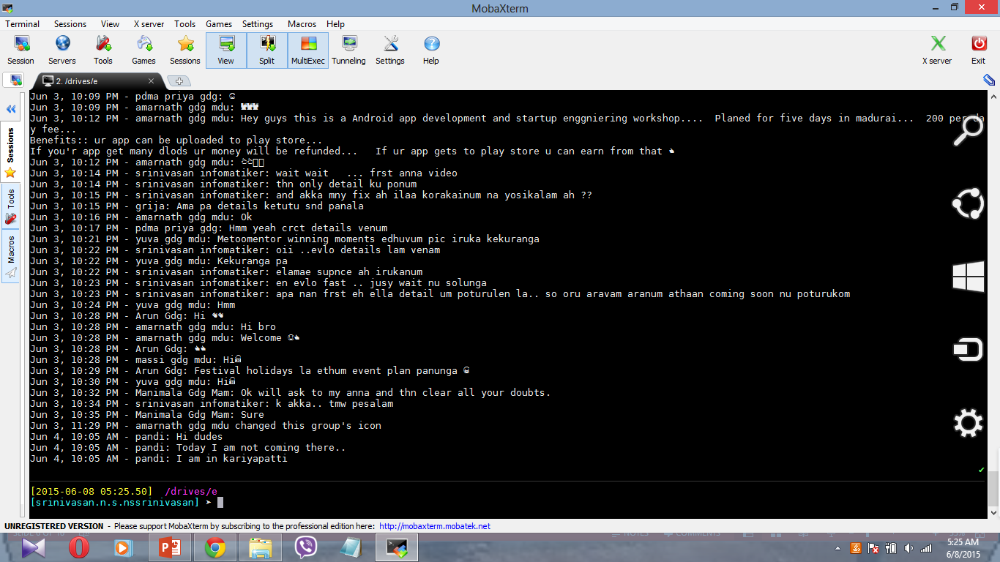 MobaXterm
Terminal Sessions View X server Tools Games Settings Macros Help
Session Servers Tools Games Sessions View Split MultiExec Tunneling Settings Help X server Exit
2. /drives/e
Sessions
Tools
Macros
Jun 3, 10:09 PM - pdma priya gdg:
Jun 3, 10:09 PM - amarnath gdg mdu:
Jun 3, 10:12 PM - amarnath gdg mdu: Hey guys this is a Android app development and startup enggniering workshop....  Planed for five days in madurai...  200 per da
y fee...
Benefits:: ur app can be uploaded to play store...
If you'r app get many dlods ur money will be refunded...   If ur app gets to play store u can earn from that
Jun 3, 10:12 PM - amarnath gdg mdu:
Jun 3, 10:14 PM - srinivasan infomatiker: wait wait   ... frst anna video
Jun 3, 10:14 PM - srinivasan infomatiker: thn only detail ku ponum
Jun 3, 10:15 PM - srinivasan infomatiker: and akka mny fix ah ilaa korakainum na yosikalam ah ??
Jun 3, 10:15 PM - grija: Ama pa details ketutu snd panala
Jun 3, 10:16 PM - amarnath gdg mdu: Ok
Jun 3, 10:17 PM - pdma priya gdg: Hmm yeah crct details venum
Jun 3, 10:21 PM - yuva gdg mdu: Metoomentor winning moments edhuvum pic iruka kekuranga
Jun 3, 10:22 PM - srinivasan infomatiker: oii ..evlo details lam venam
Jun 3, 10:22 PM - yuva gdg mdu: Kekuranga pa
Jun 3, 10:22 PM - srinivasan infomatiker: elamae supnce ah irukanum
Jun 3, 10:23 PM - srinivasan infomatiker: en evlo fast .. jusy wait nu solunga
Jun 3, 10:23 PM - srinivasan infomatiker: apa nan frst eh ella detail um poturulen la.. so oru aravam aranum athaan coming soon nu poturukom
Jun 3, 10:24 PM - yuva gdg mdu: Hmm
Jun 3, 10:28 PM - Arun Gdg: Hi
Jun 3, 10:28 PM - amarnath gdg mdu: Hi bro
Jun 3, 10:28 PM - amarnath gdg mdu: Welcome
Jun 3, 10:28 PM - Arun Gdg:
Jun 3, 10:28 PM - massi gdg mdu: Hi
Jun 3, 10:29 PM - Arun Gdg: Festival holidays la ethum event plan panunga
Jun 3, 10:30 PM - yuva gdg mdu: Hi
Jun 3, 10:32 PM - Manimala Gdg Mam: Ok will ask to my anna and thn clear all your doubts.
Jun 3, 10:34 PM - srinivasan infomatiker: k akka.. tmw pesalam
Jun 3, 10:35 PM - Manimala Gdg Mam: Sure
Jun 3, 11:29 PM - amarnath gdg mdu changed this group's icon
Jun 4, 10:05 AM - pandi: Hi dudes
Jun 4, 10:05 AM - pandi: Today I am not coming there..
Jun 4, 10:05 AM - pandi: I am in kariyapatti
[2015-06-08 05:25.50]  /drives/e
[srinivasan.n.s.nssrinivasan] ➤
UNREGISTERED VERSION - Please support MobaXterm by subscribing to the professional edition here: http://mobaxterm.mobatek.net
NOTES COMMENTS
5:25 AM
6/8/2015